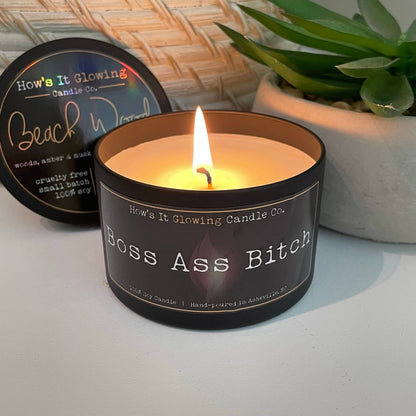 How's It Glowing
Candle Co.
Beach Wood
woods, amber & musk
cruelty free
small batch
100% soy
How's It Glowing Candle Co.
Boss Ass Bitch
100% Soy Candle | Hand-poured in Asheville, NC